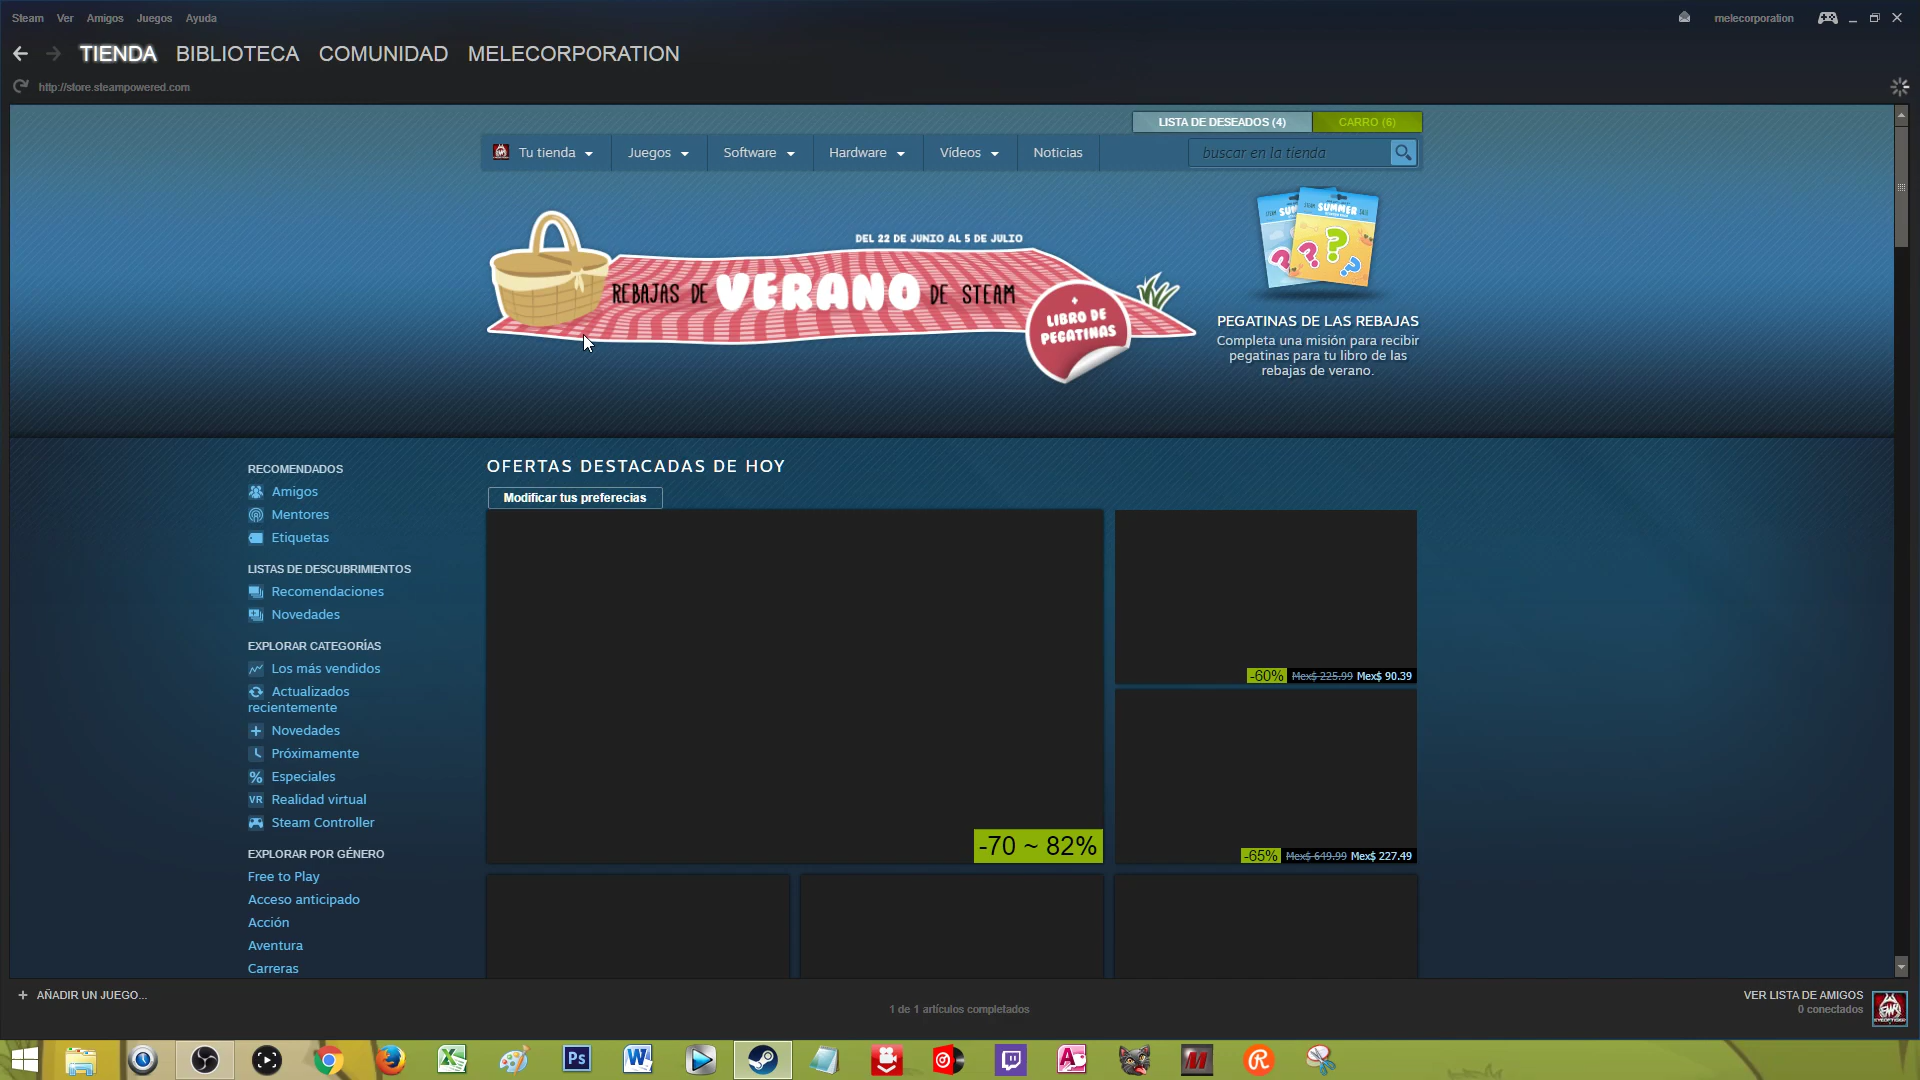 Steam Ver Amigos Juegos Ayuda
melecorporation
TIENDA BIBLIOTECA COMUNIDAD MELECORPORATION
http://store.steampowered.com
LISTA DE DESEADOS (4) CARRO (6)
Tu tienda Juegos Software Hardware Vídeos Noticias
buscar en la tienda
DEL 22 DE JUNIO AL 5 DE JULIO
REBAJAS DE VERANO DE STEAM
+
LIBRO DE
PEGATINAS
SUMMER
PEGATINAS DE LAS REBAJAS
Completa una misión para recibir
pegatinas para tu libro de las
rebajas de verano.
RECOMENDADOS
Amigos
Mentores
Etiquetas
LISTAS DE DESCUBRIMIENTOS
Recomendaciones
Novedades
EXPLORAR CATEGORÍAS
Los más vendidos
Actualizados
recientemente
Novedades
Próximamente
Especiales
VR Realidad virtual
Steam Controller
EXPLORAR POR GÉNERO
Free to Play
Acceso anticipado
Acción
Aventura
Carreras
OFERTAS DESTACADAS DE HOY
Modificar tus preferecias
-70 ~ 82%
-60% Mex$ 225.99 Mex$ 90.39
-65% Mex$ 649.99 Mex$ 227.49
+ AÑADIR UN JUEGO...
1 de 1 artículos completados
VER LISTA DE AMIGOS
0 conectados
Ps
W